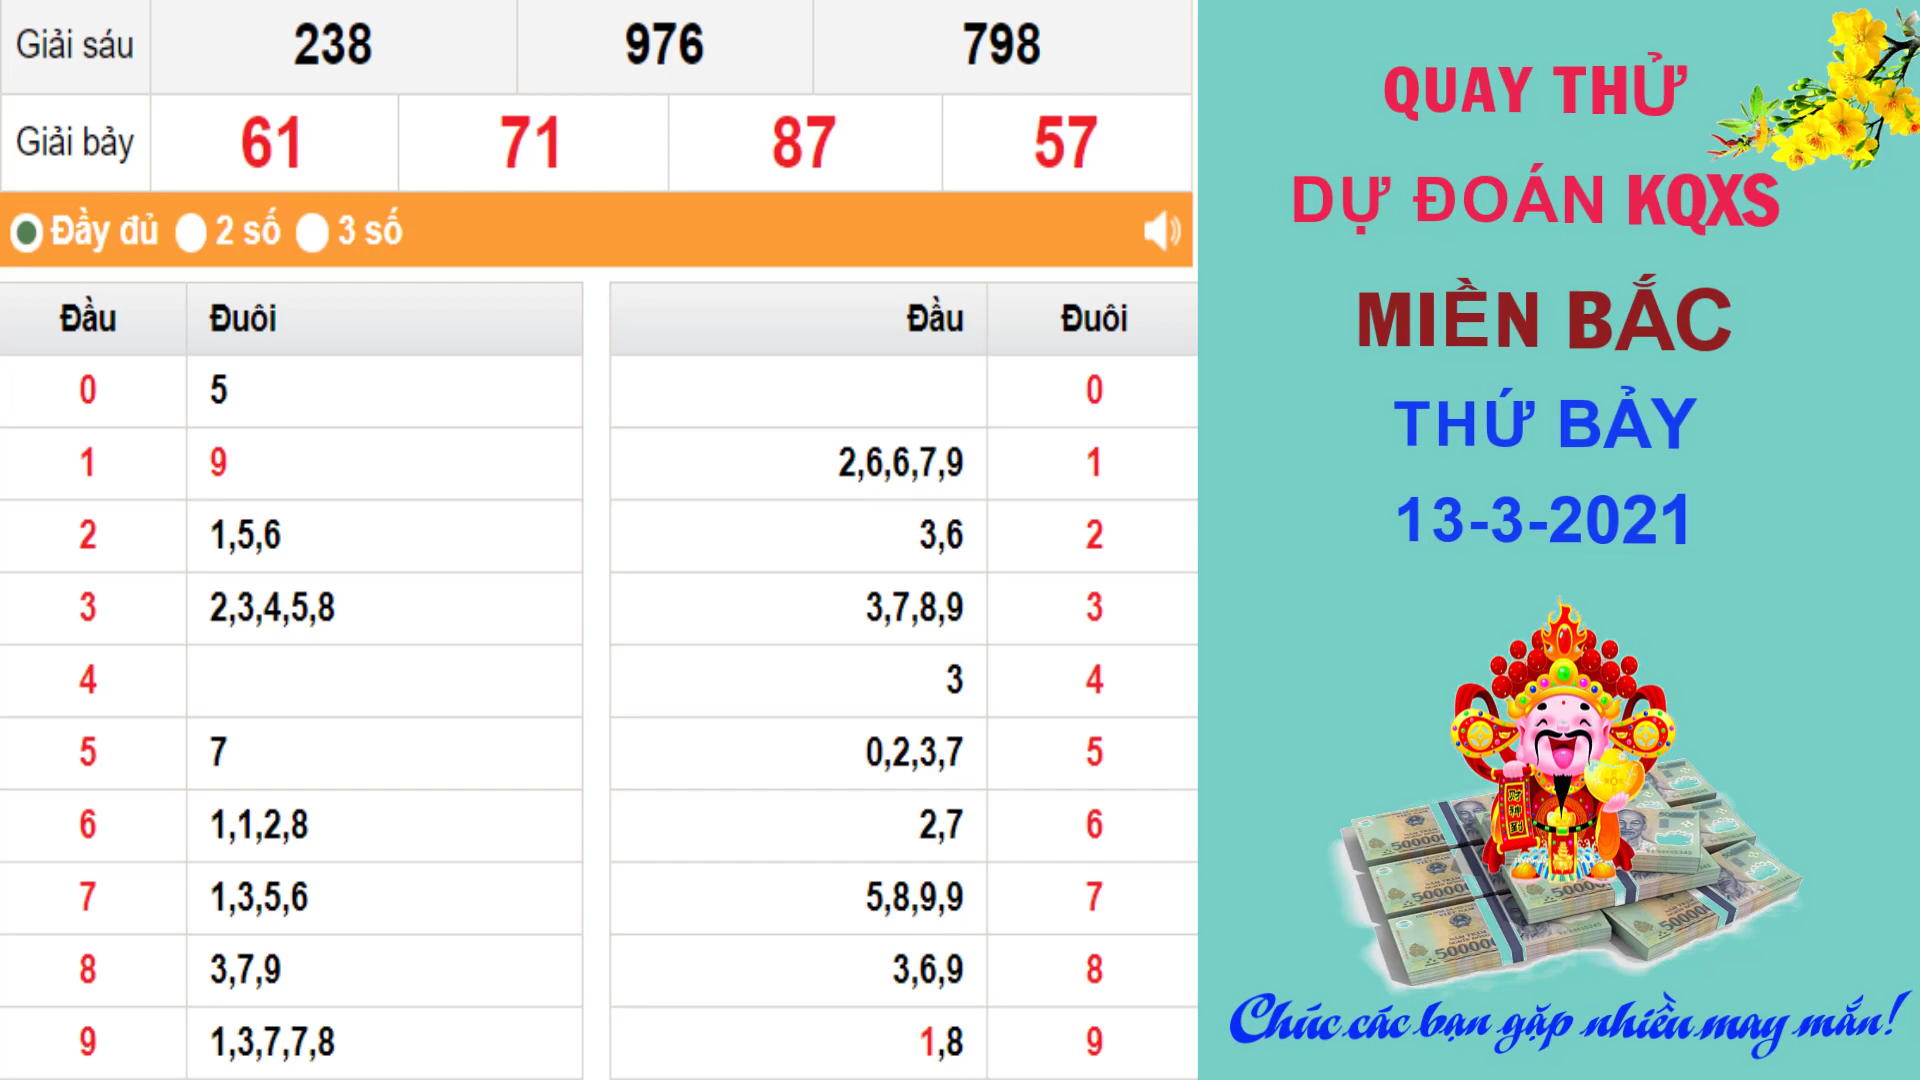 Giải sáu 238 976 798
Giải bảy 61 71 87 57
Đầy đủ 2 số 3 số
Đầu Đuôi Đầu Đuôi
0 5 0
1 9 2,6,6,7,9 1
2 1,5,6 3,6 2
3 2,3,4,5,8 3,7,8,9 3
4 3 4
5 7 0,2,3,7 5
6 1,1,2,8 2,7 6
7 1,3,5,6 5,8,9,9 7
8 3,7,9 3,6,9 8
9 1,3,7,7,8 1,8 9
QUAY THỬ
DỰ ĐOÁN KQXS
MIỀN BẮC
THỨ BẢY
13-3-2021
Chúc các bạn gặp nhiều may mắn!